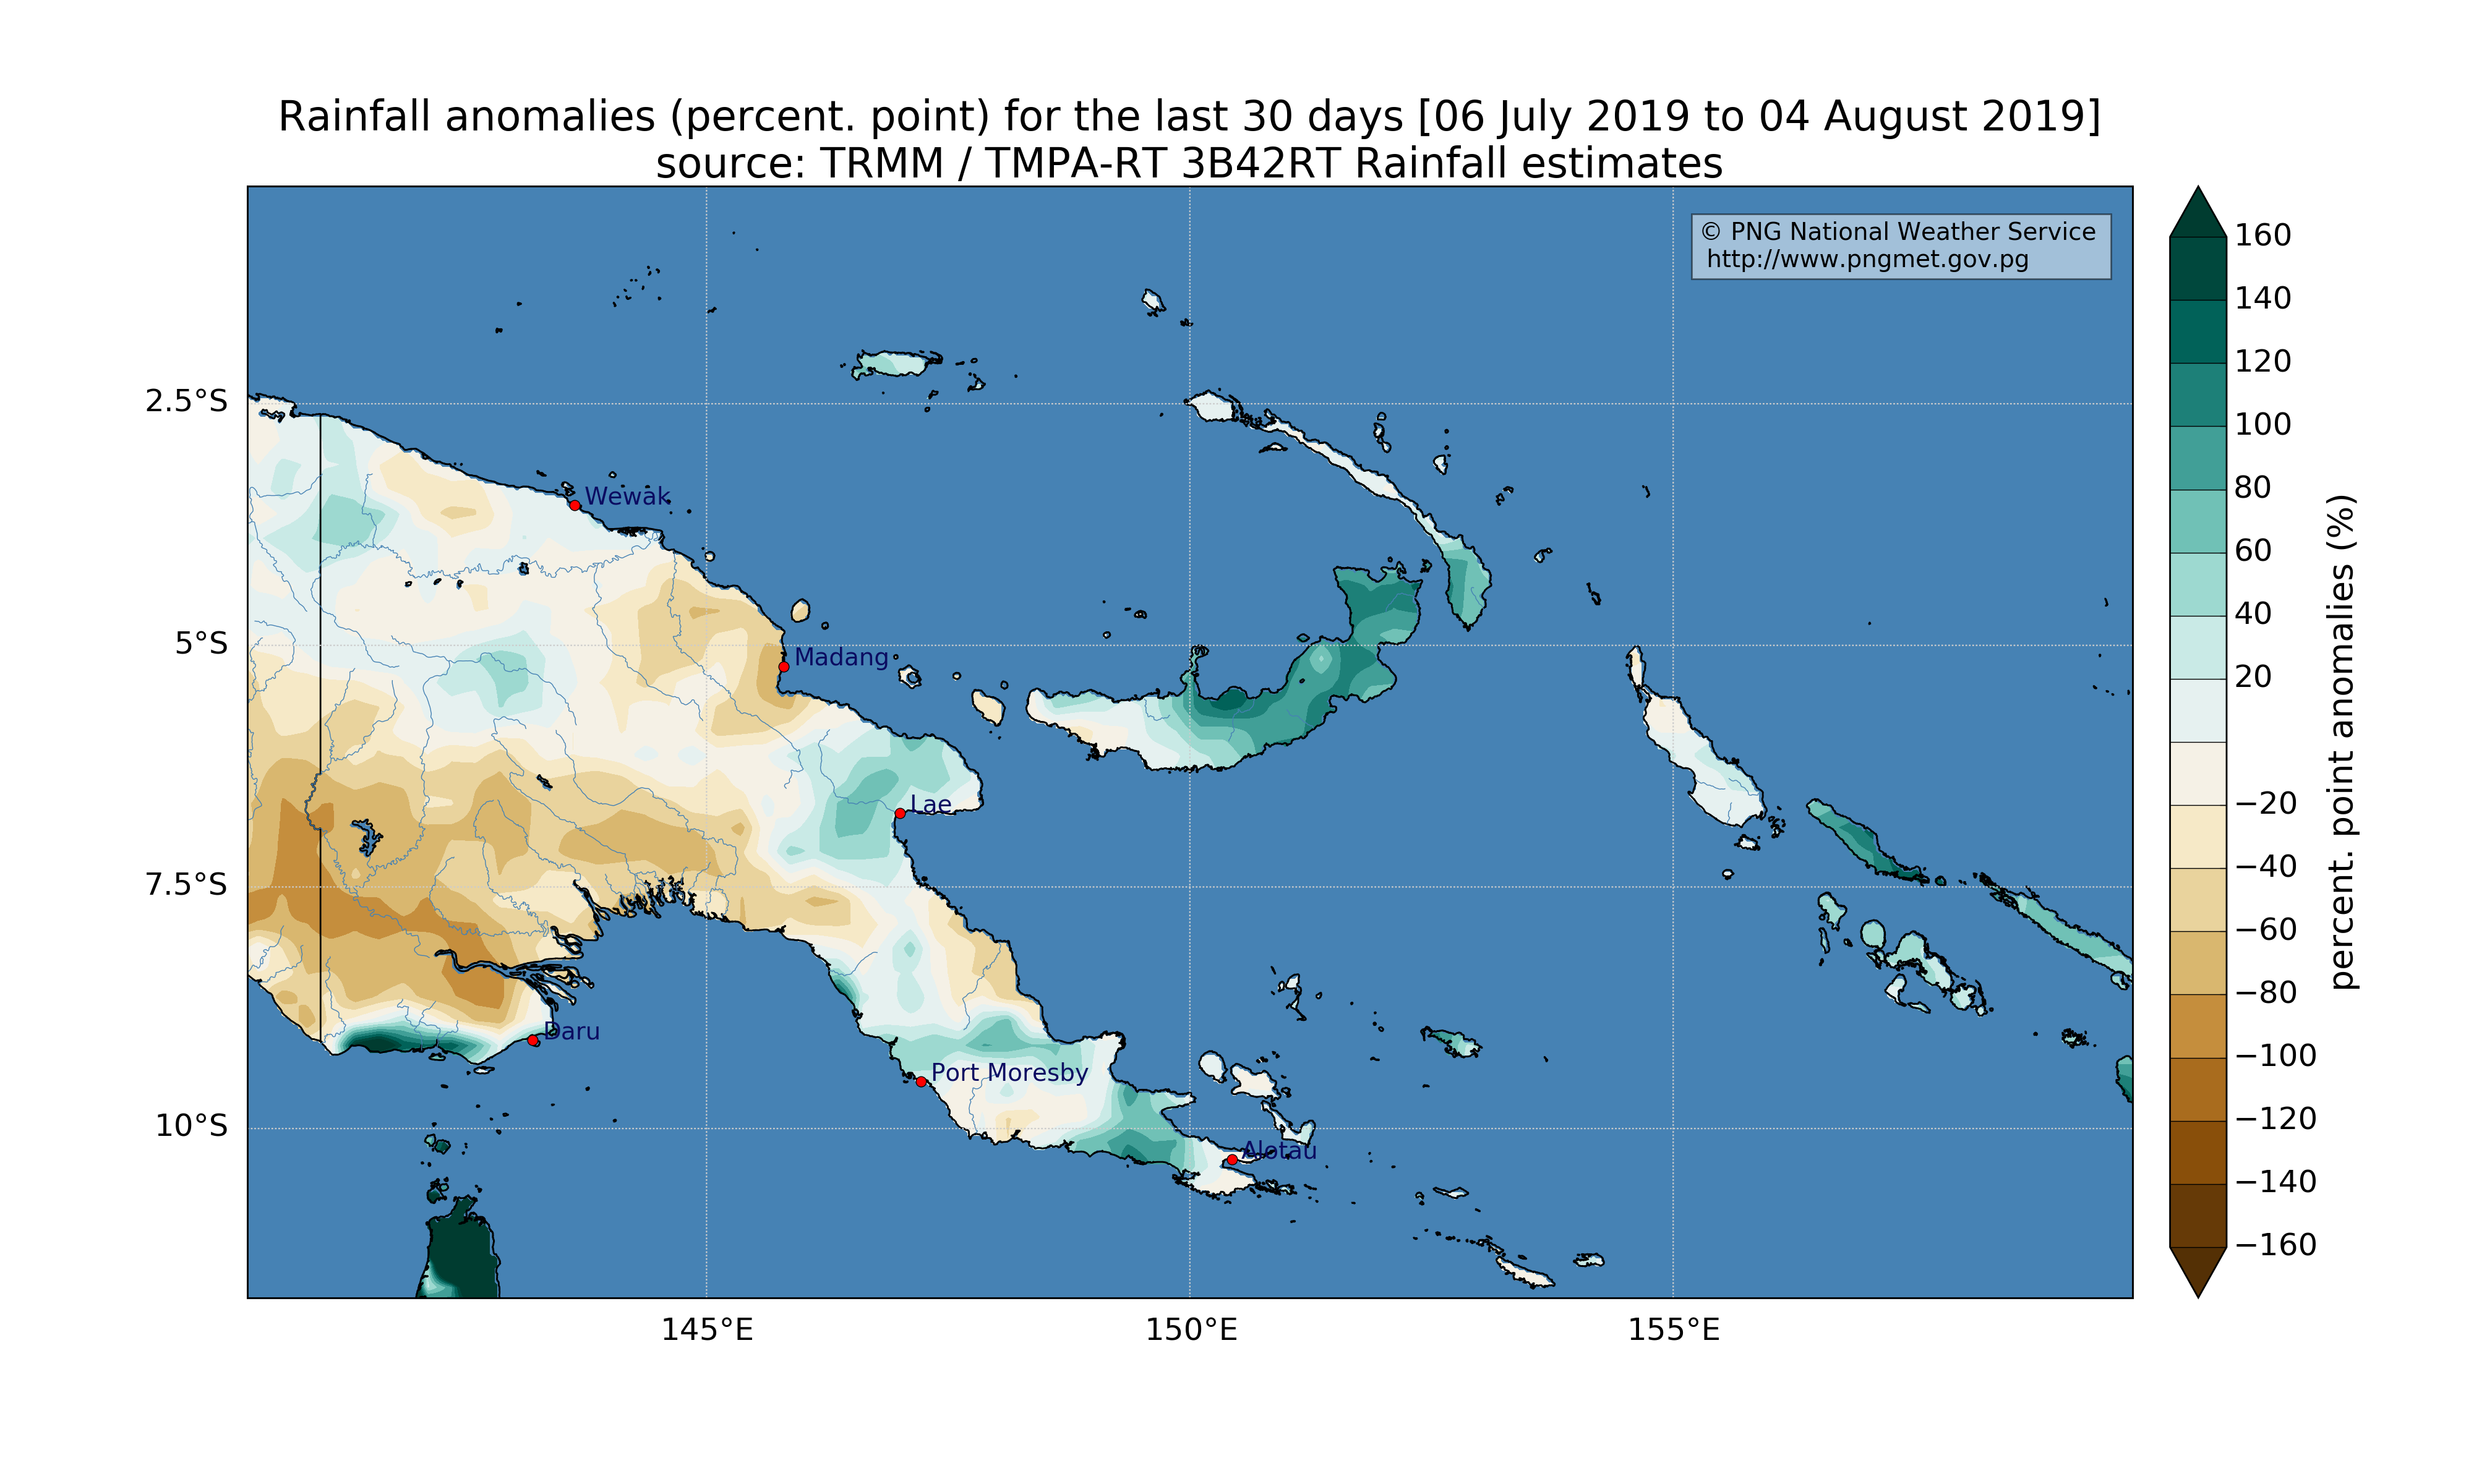 Rainfall anomalies (percent. point) for the last 30 days [06 July 2019 to 04 August 2019]
source: TRMM / TMPA-RT 3B42RT Rainfall estimates
© PNG National Weather Service
http://www.pngmet.gov.pg
2.5°S
5°S
7.5°S
10°S
Wewak
Madang
Lae
Daru
Port Moresby
Alotau
145°E
150°E
155°E
160
140
120
100
80
60
40
20
−20
−40
−60
−80
−100
−120
−140
−160
percent. point anomalies (%)